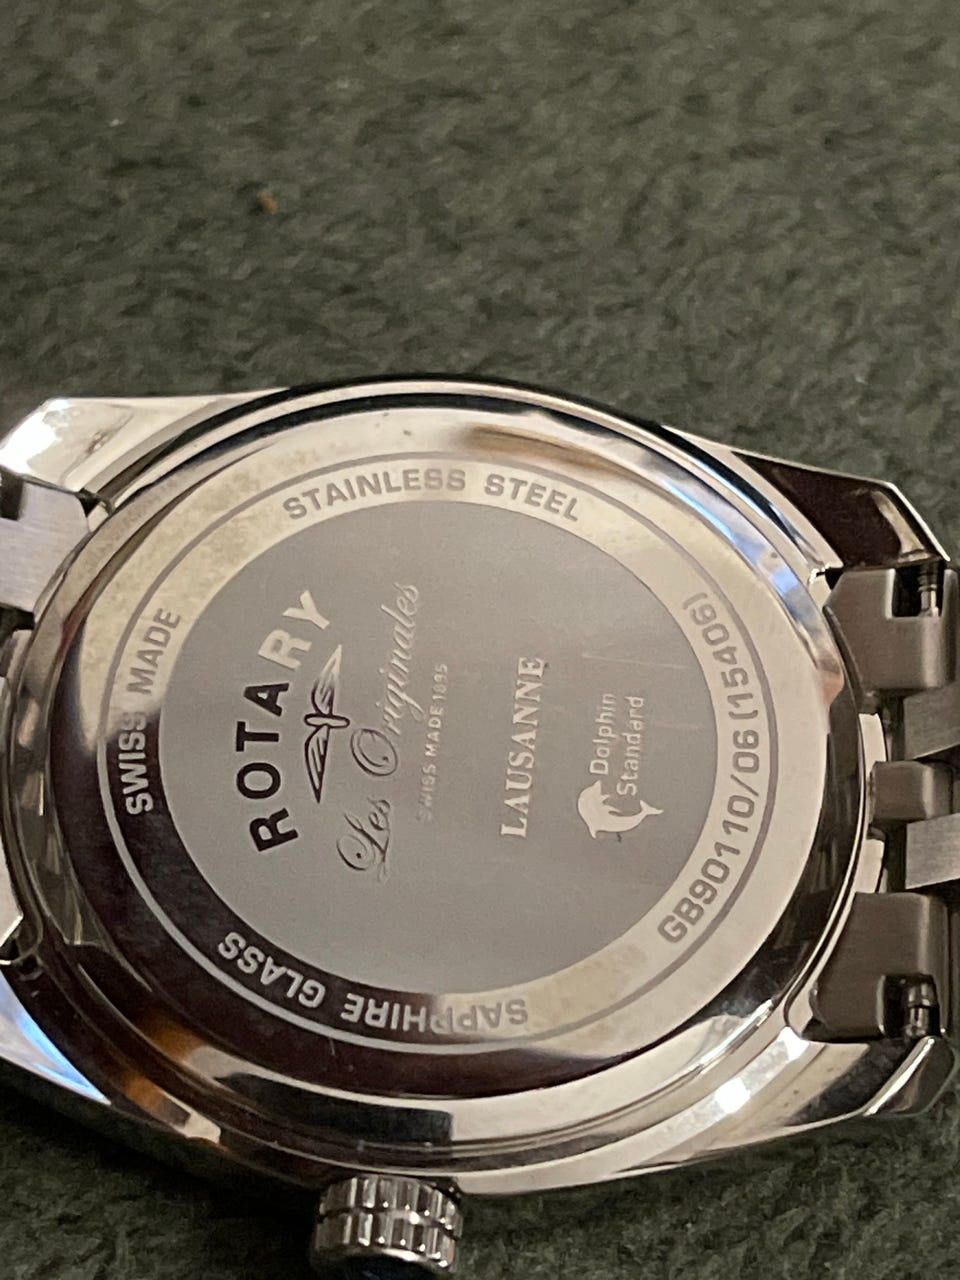 STAINLESS STEEL
SWISS MADE
ROTARY
Les Originales
SWISS MADE 1895
LAUSANNE
Dolphin
Standard
GB90110/06 (15406)
SAPPHIRE GLASS